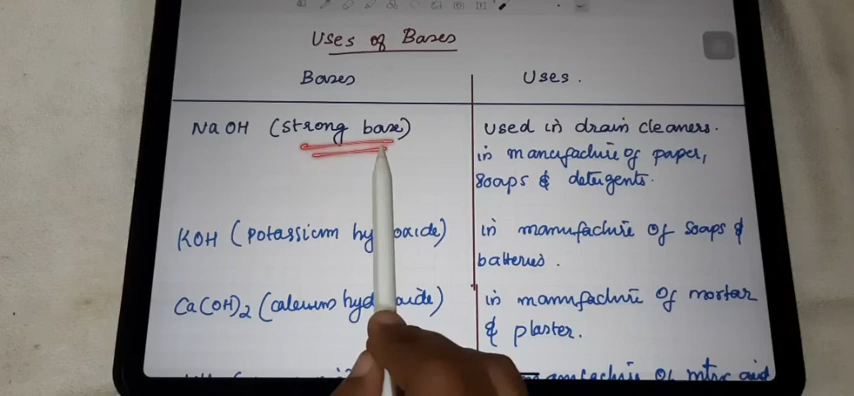 Uses of Bases
Bases
Uses.
NaOH (strong base)
used in drain cleaners.
in manufacture of paper,
soaps & detergents.
KOH (potassium hydroxide)
in manufacture of soaps &
batteries.
Ca(OH)2 (calcium hydroxide)
in manufacture of mortar
& plaster.